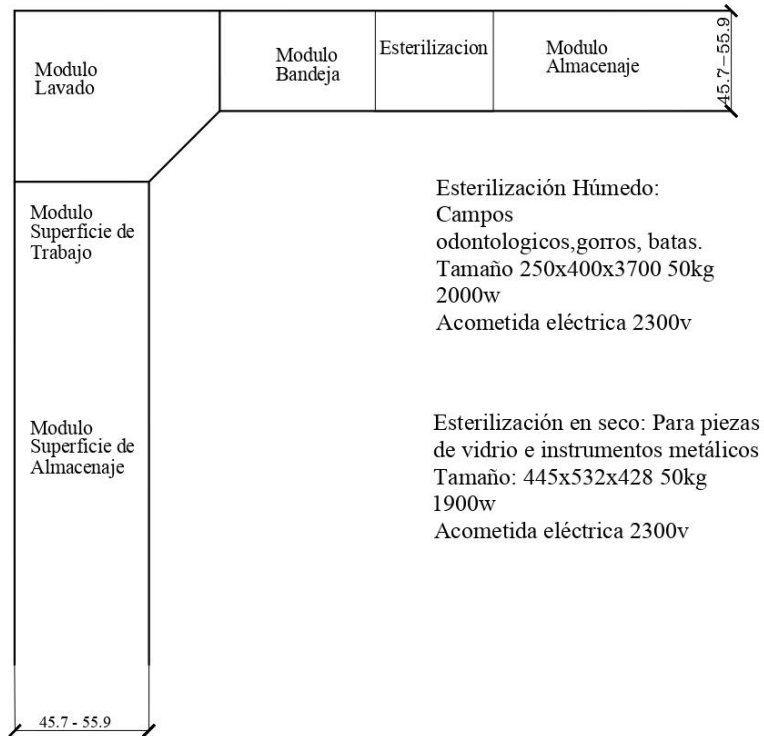 Modulo
Lavado
Modulo
Bandeja
Esterilizacion
Modulo
Almacenaje
45.7-55.9
Modulo
Superficie de
Trabajo
Esterilización Húmedo:
Campos
odontologicos,gorros, batas.
Tamaño 250x400x3700 50kg
2000w
Acometida eléctrica 2300v
Modulo
Superficie de
Almacenaje
Esterilización en seco: Para piezas
de vidrio e instrumentos metálicos
Tamaño: 445x532x428 50kg
1900w
Acometida eléctrica 2300v
45.7 - 55.9